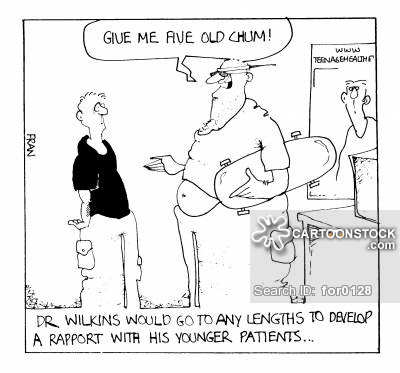 GIVE ME FIVE OLD CHUM!
WWW
TEENAGEHEALTHF
FRAN
CARTOONSTOCK
.com
Search ID: for0128
DR WILKINS WOULD GO TO ANY LENGTHS TO DEVELOP
A RAPPORT WITH HIS YOUNGER PATIENTS...